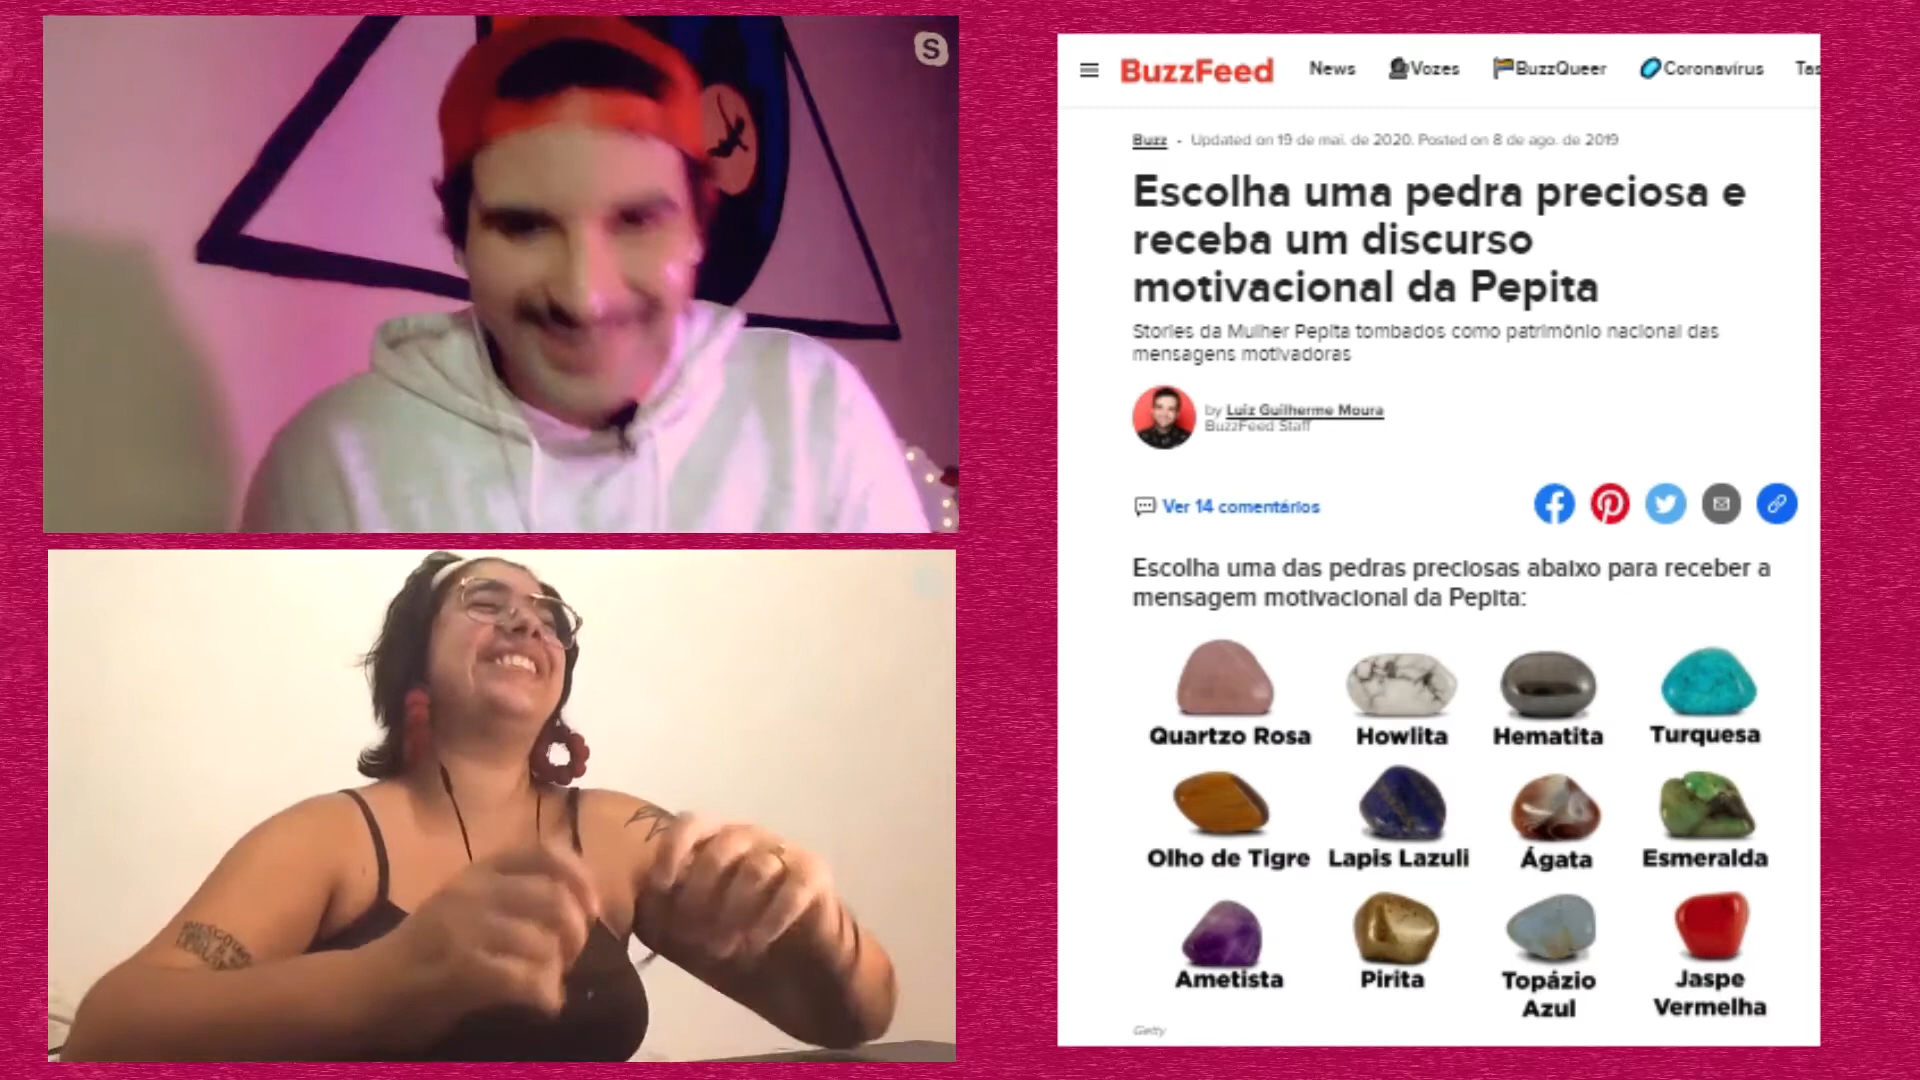 S
BuzzFeed
News
Vozes
BuzzQueer
Coronavírus
Tas
Buzz - Updated on 19 de mai. de 2020. Posted on 8 de ago. de 2019
Escolha uma pedra preciosa e
receba um discurso
motivacional da Pepita
Stories da Mulher Pepita tombados como patrimônio nacional das
mensagens motivadoras
by Luiz Guilherme Moura
BuzzFeed Staff
Ver 14 comentários
Escolha uma das pedras preciosas abaixo para receber a
mensagem motivacional da Pepita:
Quartzo Rosa
Howlita
Hematita
Turquesa
Olho de Tigre
Lapis Lazuli
Ágata
Esmeralda
Ametista
Pirita
Topázio
Azul
Jaspe
Vermelha
Getty